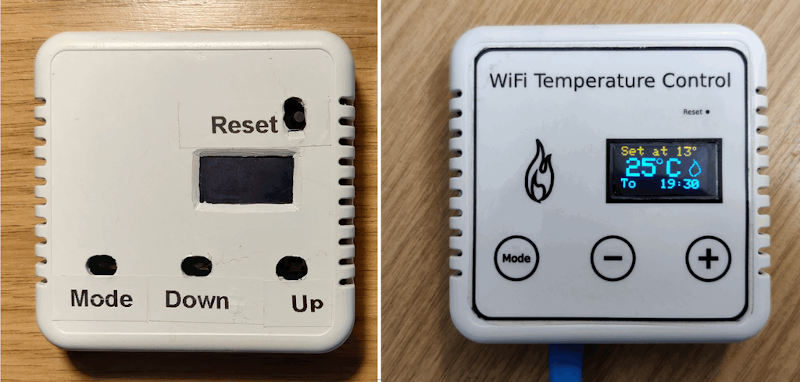 Reset
Mode Down Up
WiFi Temperature Control
Reset
Set at 13°
25°C
To 19:30
Mode − +